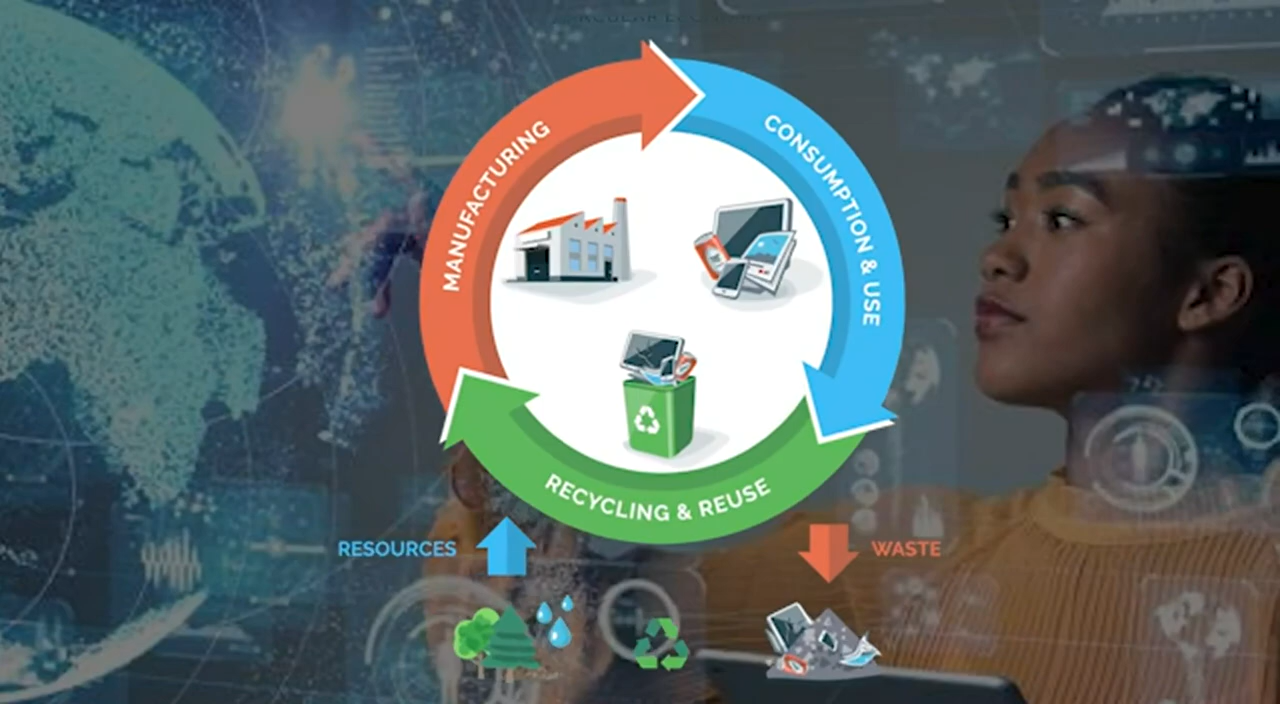 MANUFACTURING
CONSUMPTION & USE
RECYCLING & REUSE
RESOURCES
WASTE